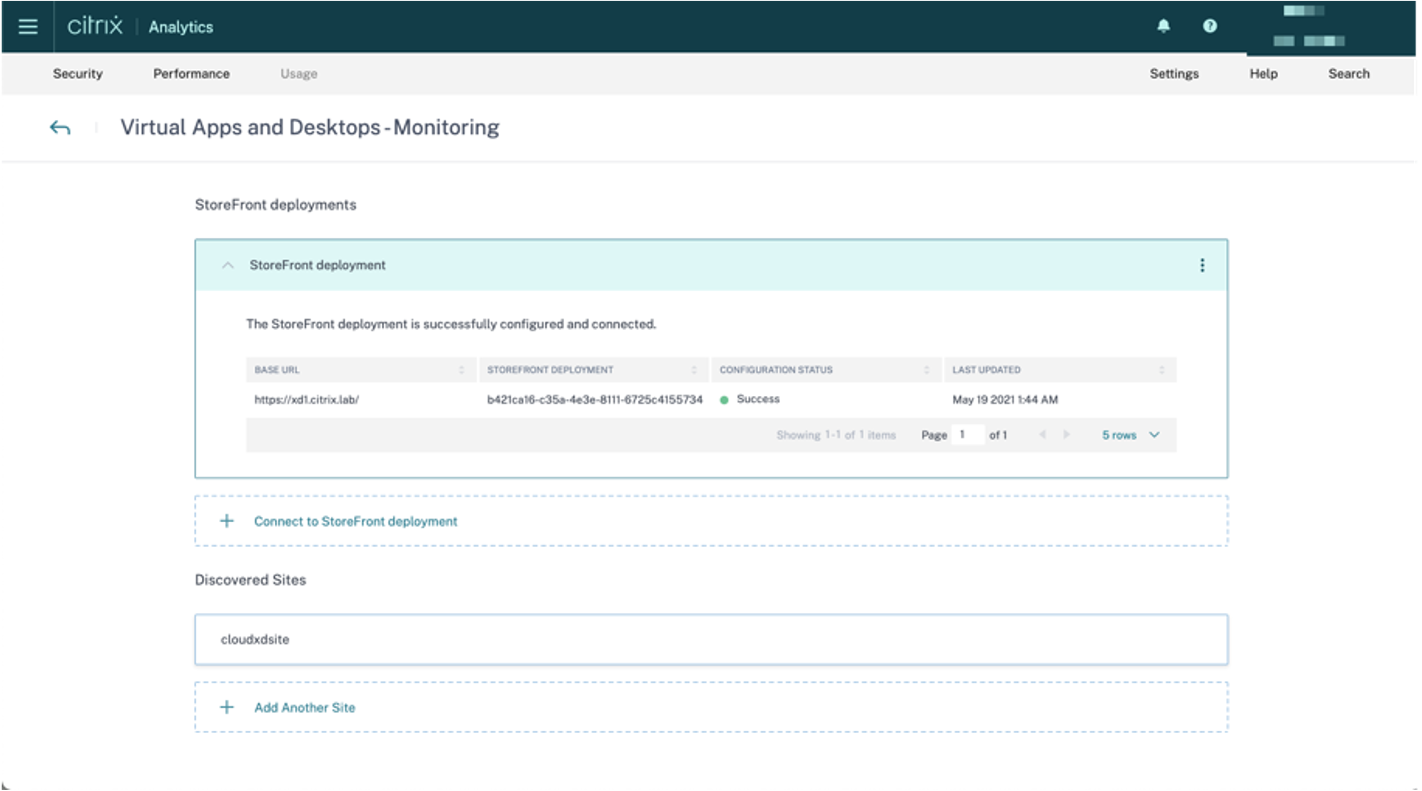 citrix Analytics
Security Performance Usage Settings Help Search
Virtual Apps and Desktops - Monitoring
StoreFront deployments
StoreFront deployment
The StoreFront deployment is successfully configured and connected.
BASE URL STOREFRONT DEPLOYMENT CONFIGURATION STATUS LAST UPDATED
https://xd1.citrix.lab/ b421ca16-c35a-4e3e-8111-6725c4155734 Success May 19 2021 1:44 AM
Showing 1-1 of 1 items Page 1 of 1 5 rows
Connect to StoreFront deployment
Discovered Sites
cloudxdsite
Add Another Site